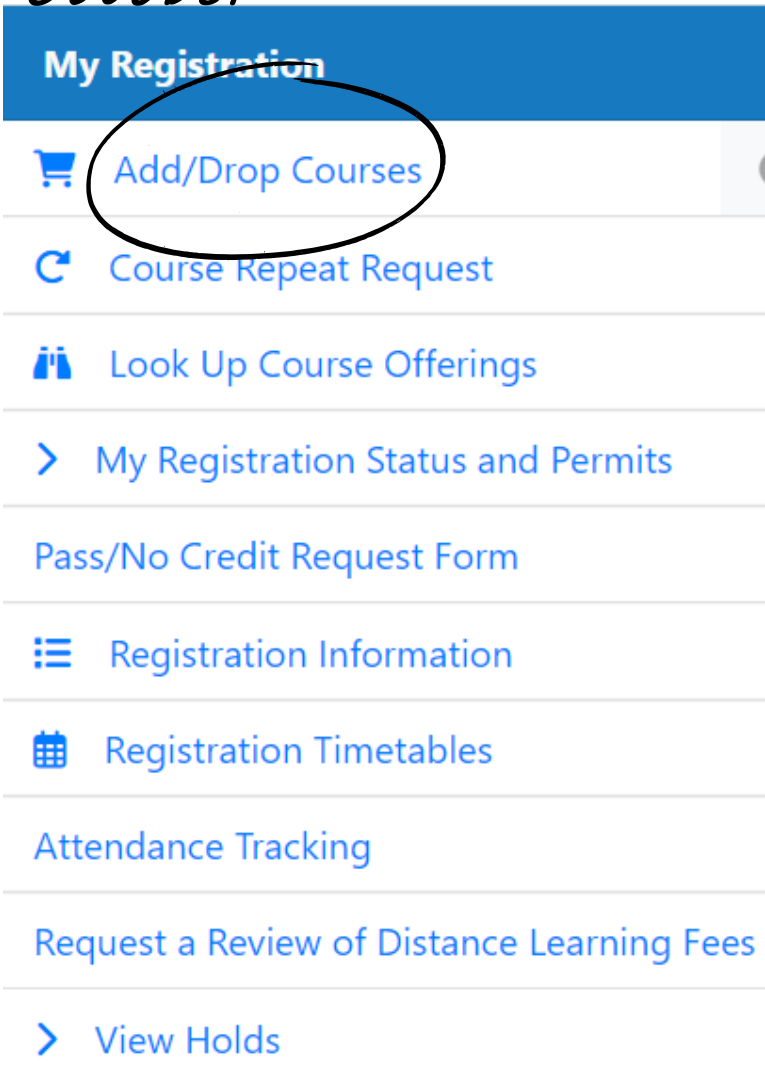 My Registration
Add/Drop Courses
Course Repeat Request
Look Up Course Offerings
My Registration Status and Permits
Pass/No Credit Request Form
Registration Information
Registration Timetables
Attendance Tracking
Request a Review of Distance Learning Fees
View Holds